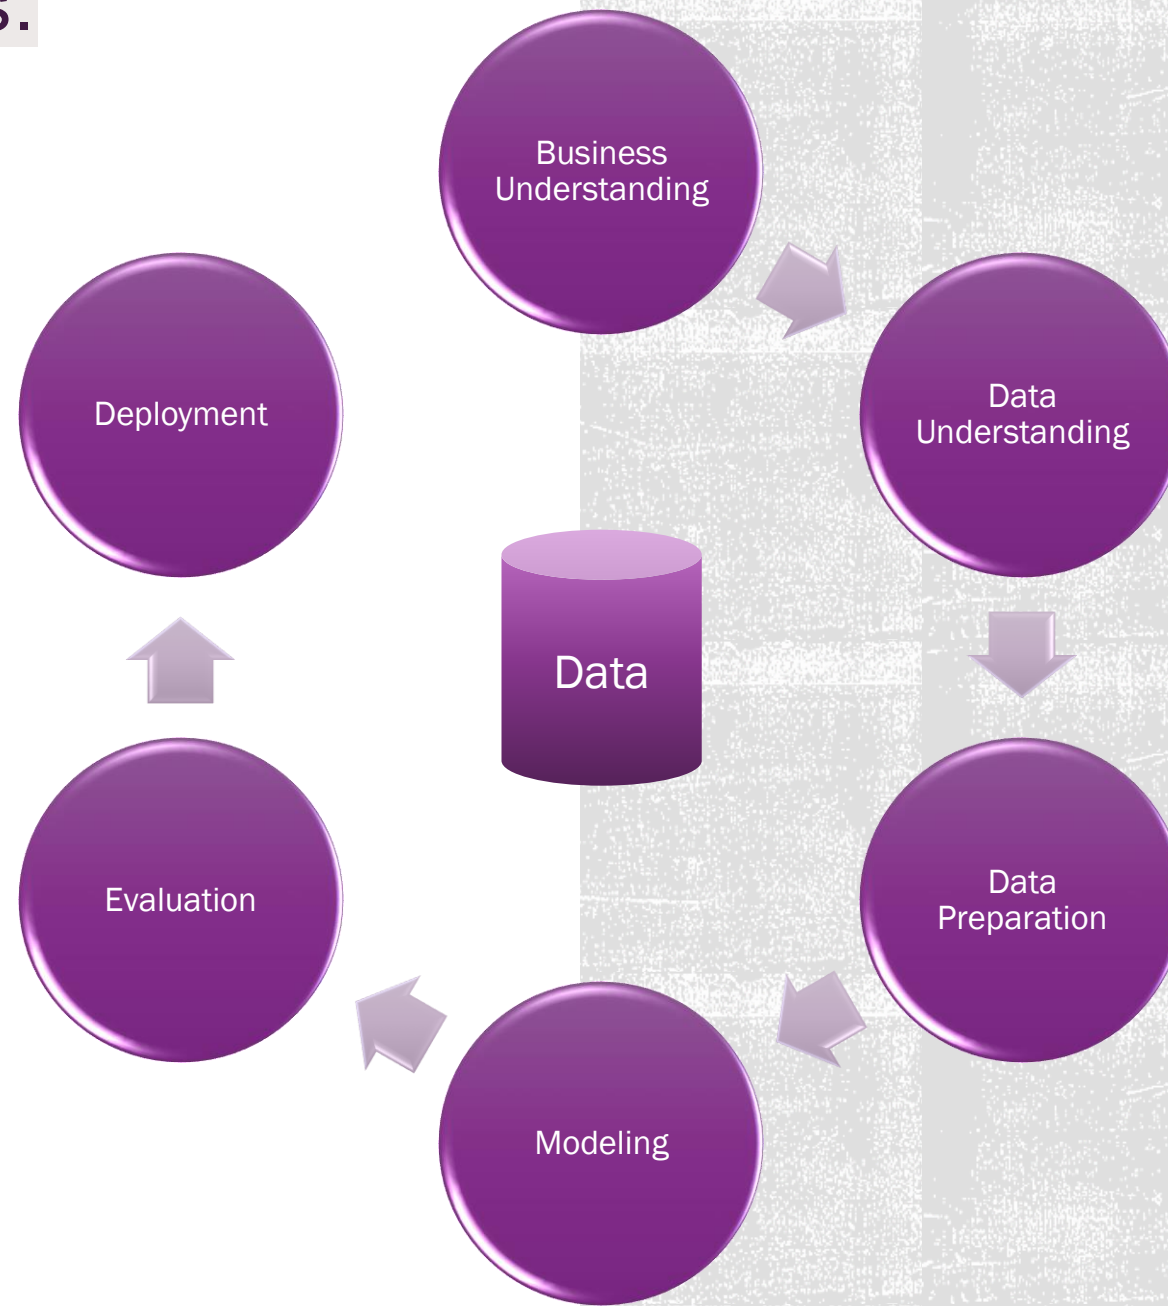 s.
Business
Understanding
Data
Understanding
Data
Preparation
Modeling
Evaluation
Deployment
Data